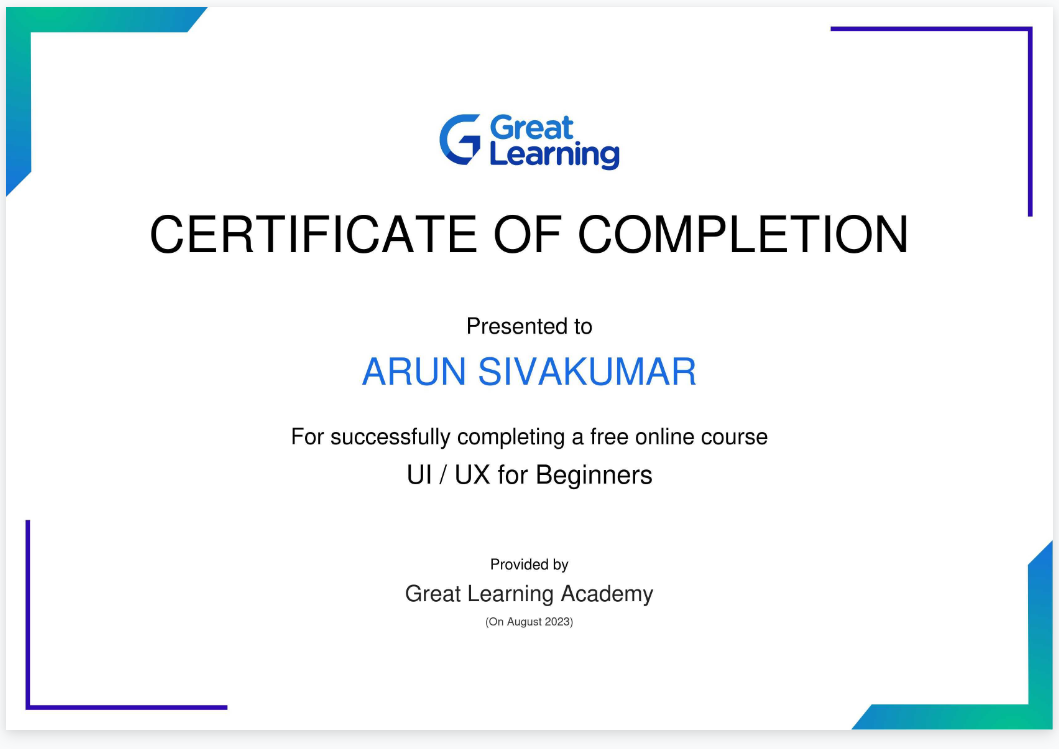 Great
Learning
CERTIFICATE OF COMPLETION
Presented to
ARUN SIVAKUMAR
For successfully completing a free online course
UI / UX for Beginners
Provided by
Great Learning Academy
(On August 2023)